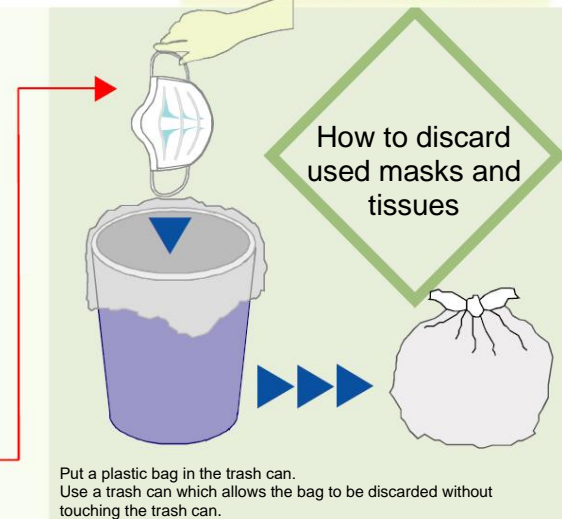 How to discard
used masks and
tissues
Put a plastic bag in the trash can.
Use a trash can which allows the bag to be discarded without
touching the trash can.